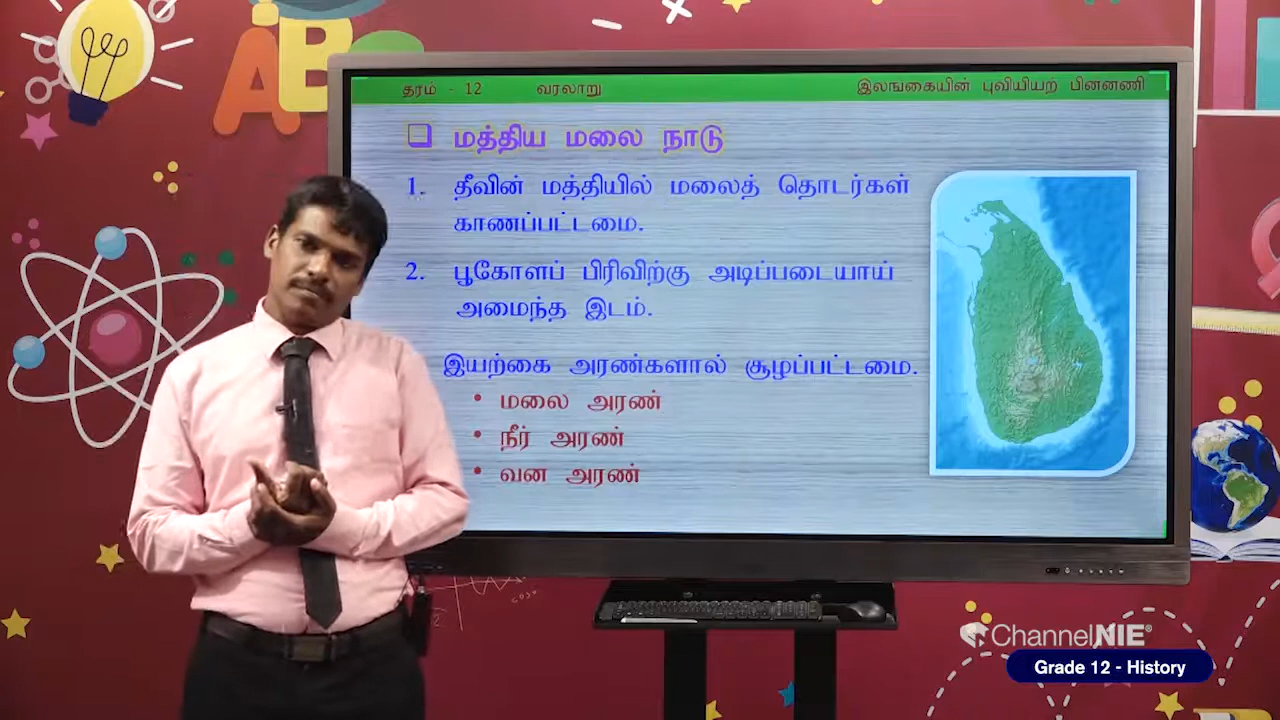 ABC
தரம் - 12 வரலாறு இலஙகையின் புவியியற் பினனணி
❑ மத்திய மலை நாடு
1. தீவின் மத்தியில் மலைத் தொடர்கள்
காணப்பட்டமை.
2. பூகோளப் பிரிவிற்கு அடிப்படையாய்
அமைந்த இடம்.
இயற்கை அரண்களால் சூழப்பட்டமை.
• மலை அரண்
• நீர் அரண்
• வன அரண்
ChannelNIE®
Grade 12 - History